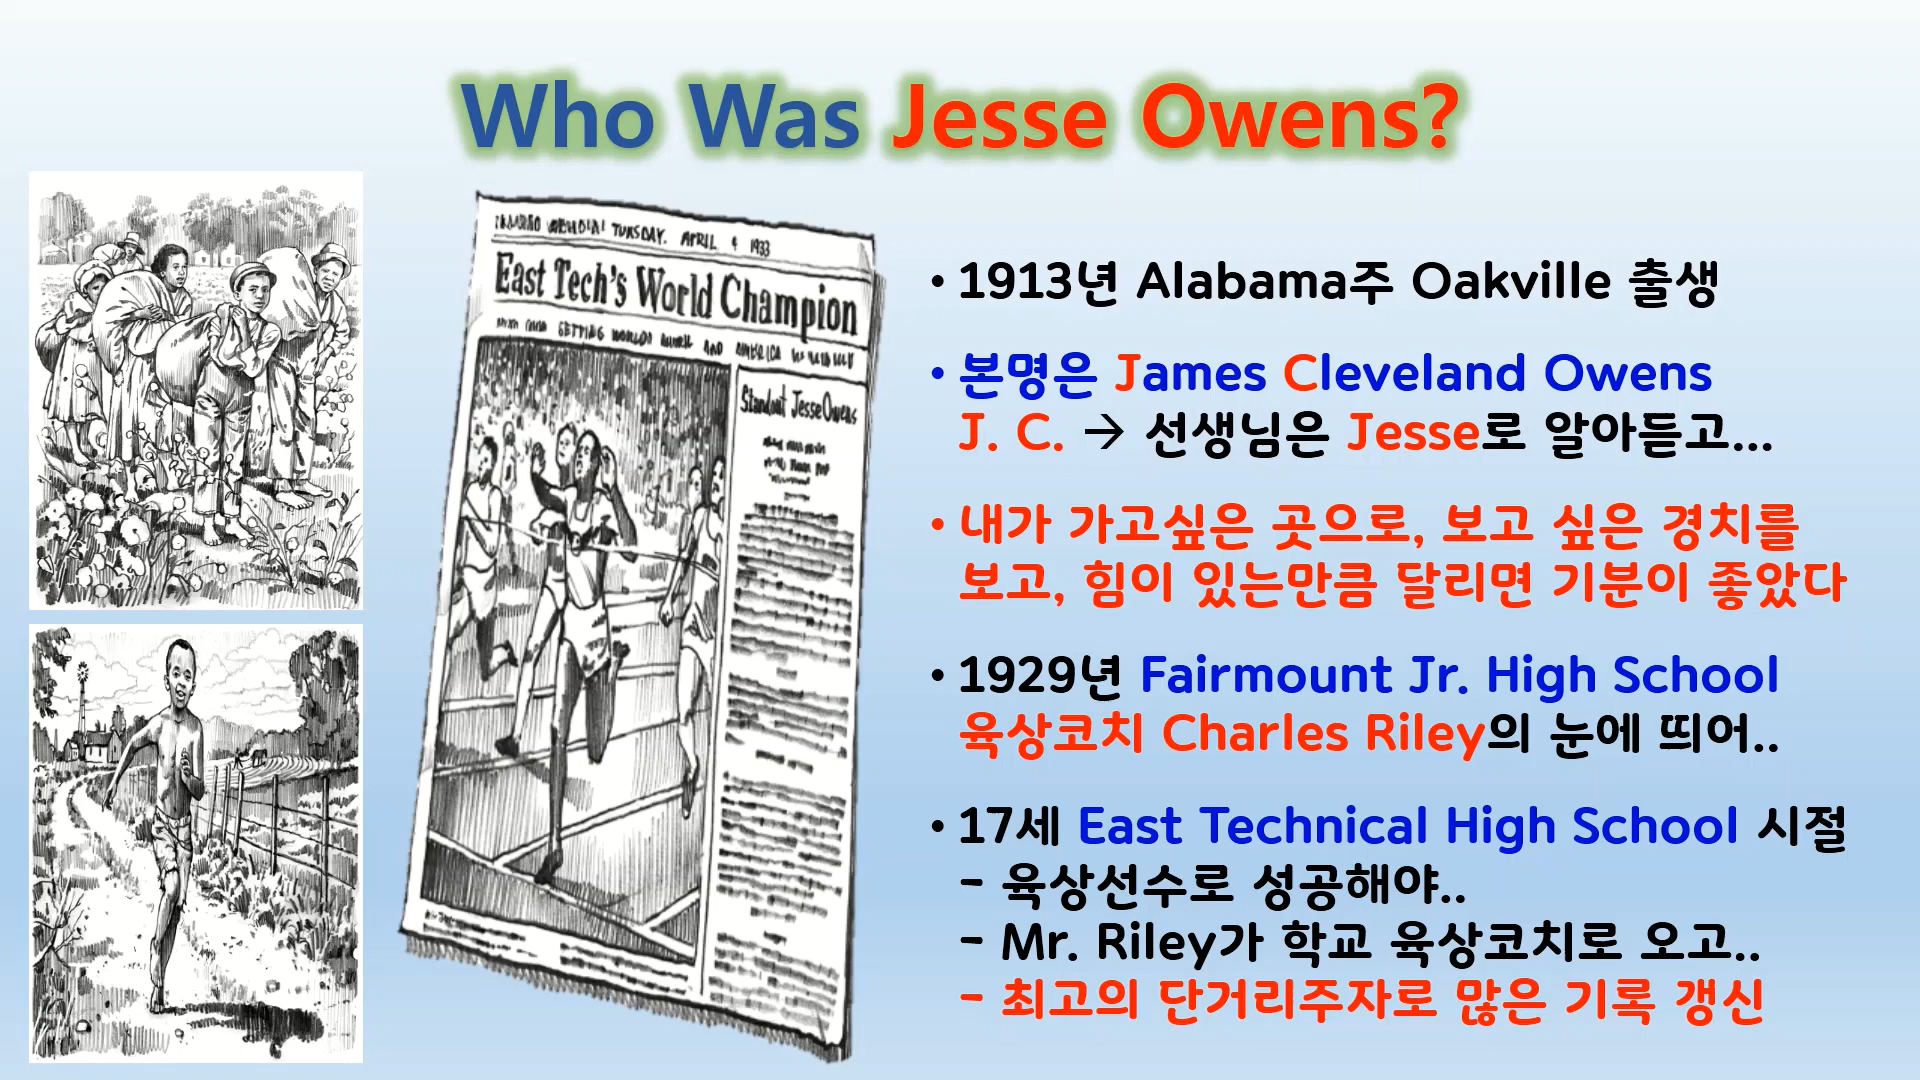 Who Was Jesse Owens?
TUESDAY. APRIL 4 1933
East Tech's World Champion
Standout Jesse Owens
• 1913년 Alabama주 Oakville 출생
• 본명은 James Cleveland Owens
J. C. → 선생님은 Jesse로 알아듣고...
• 내가 가고싶은 곳으로, 보고 싶은 경치를
보고, 힘이 있는만큼 달리면 기분이 좋았다
• 1929년 Fairmount Jr. High School
육상코치 Charles Riley의 눈에 띄어..
• 17세 East Technical High School 시절
- 육상선수로 성공해야..
- Mr. Riley가 학교 육상코치로 오고..
- 최고의 단거리주자로 많은 기록 갱신